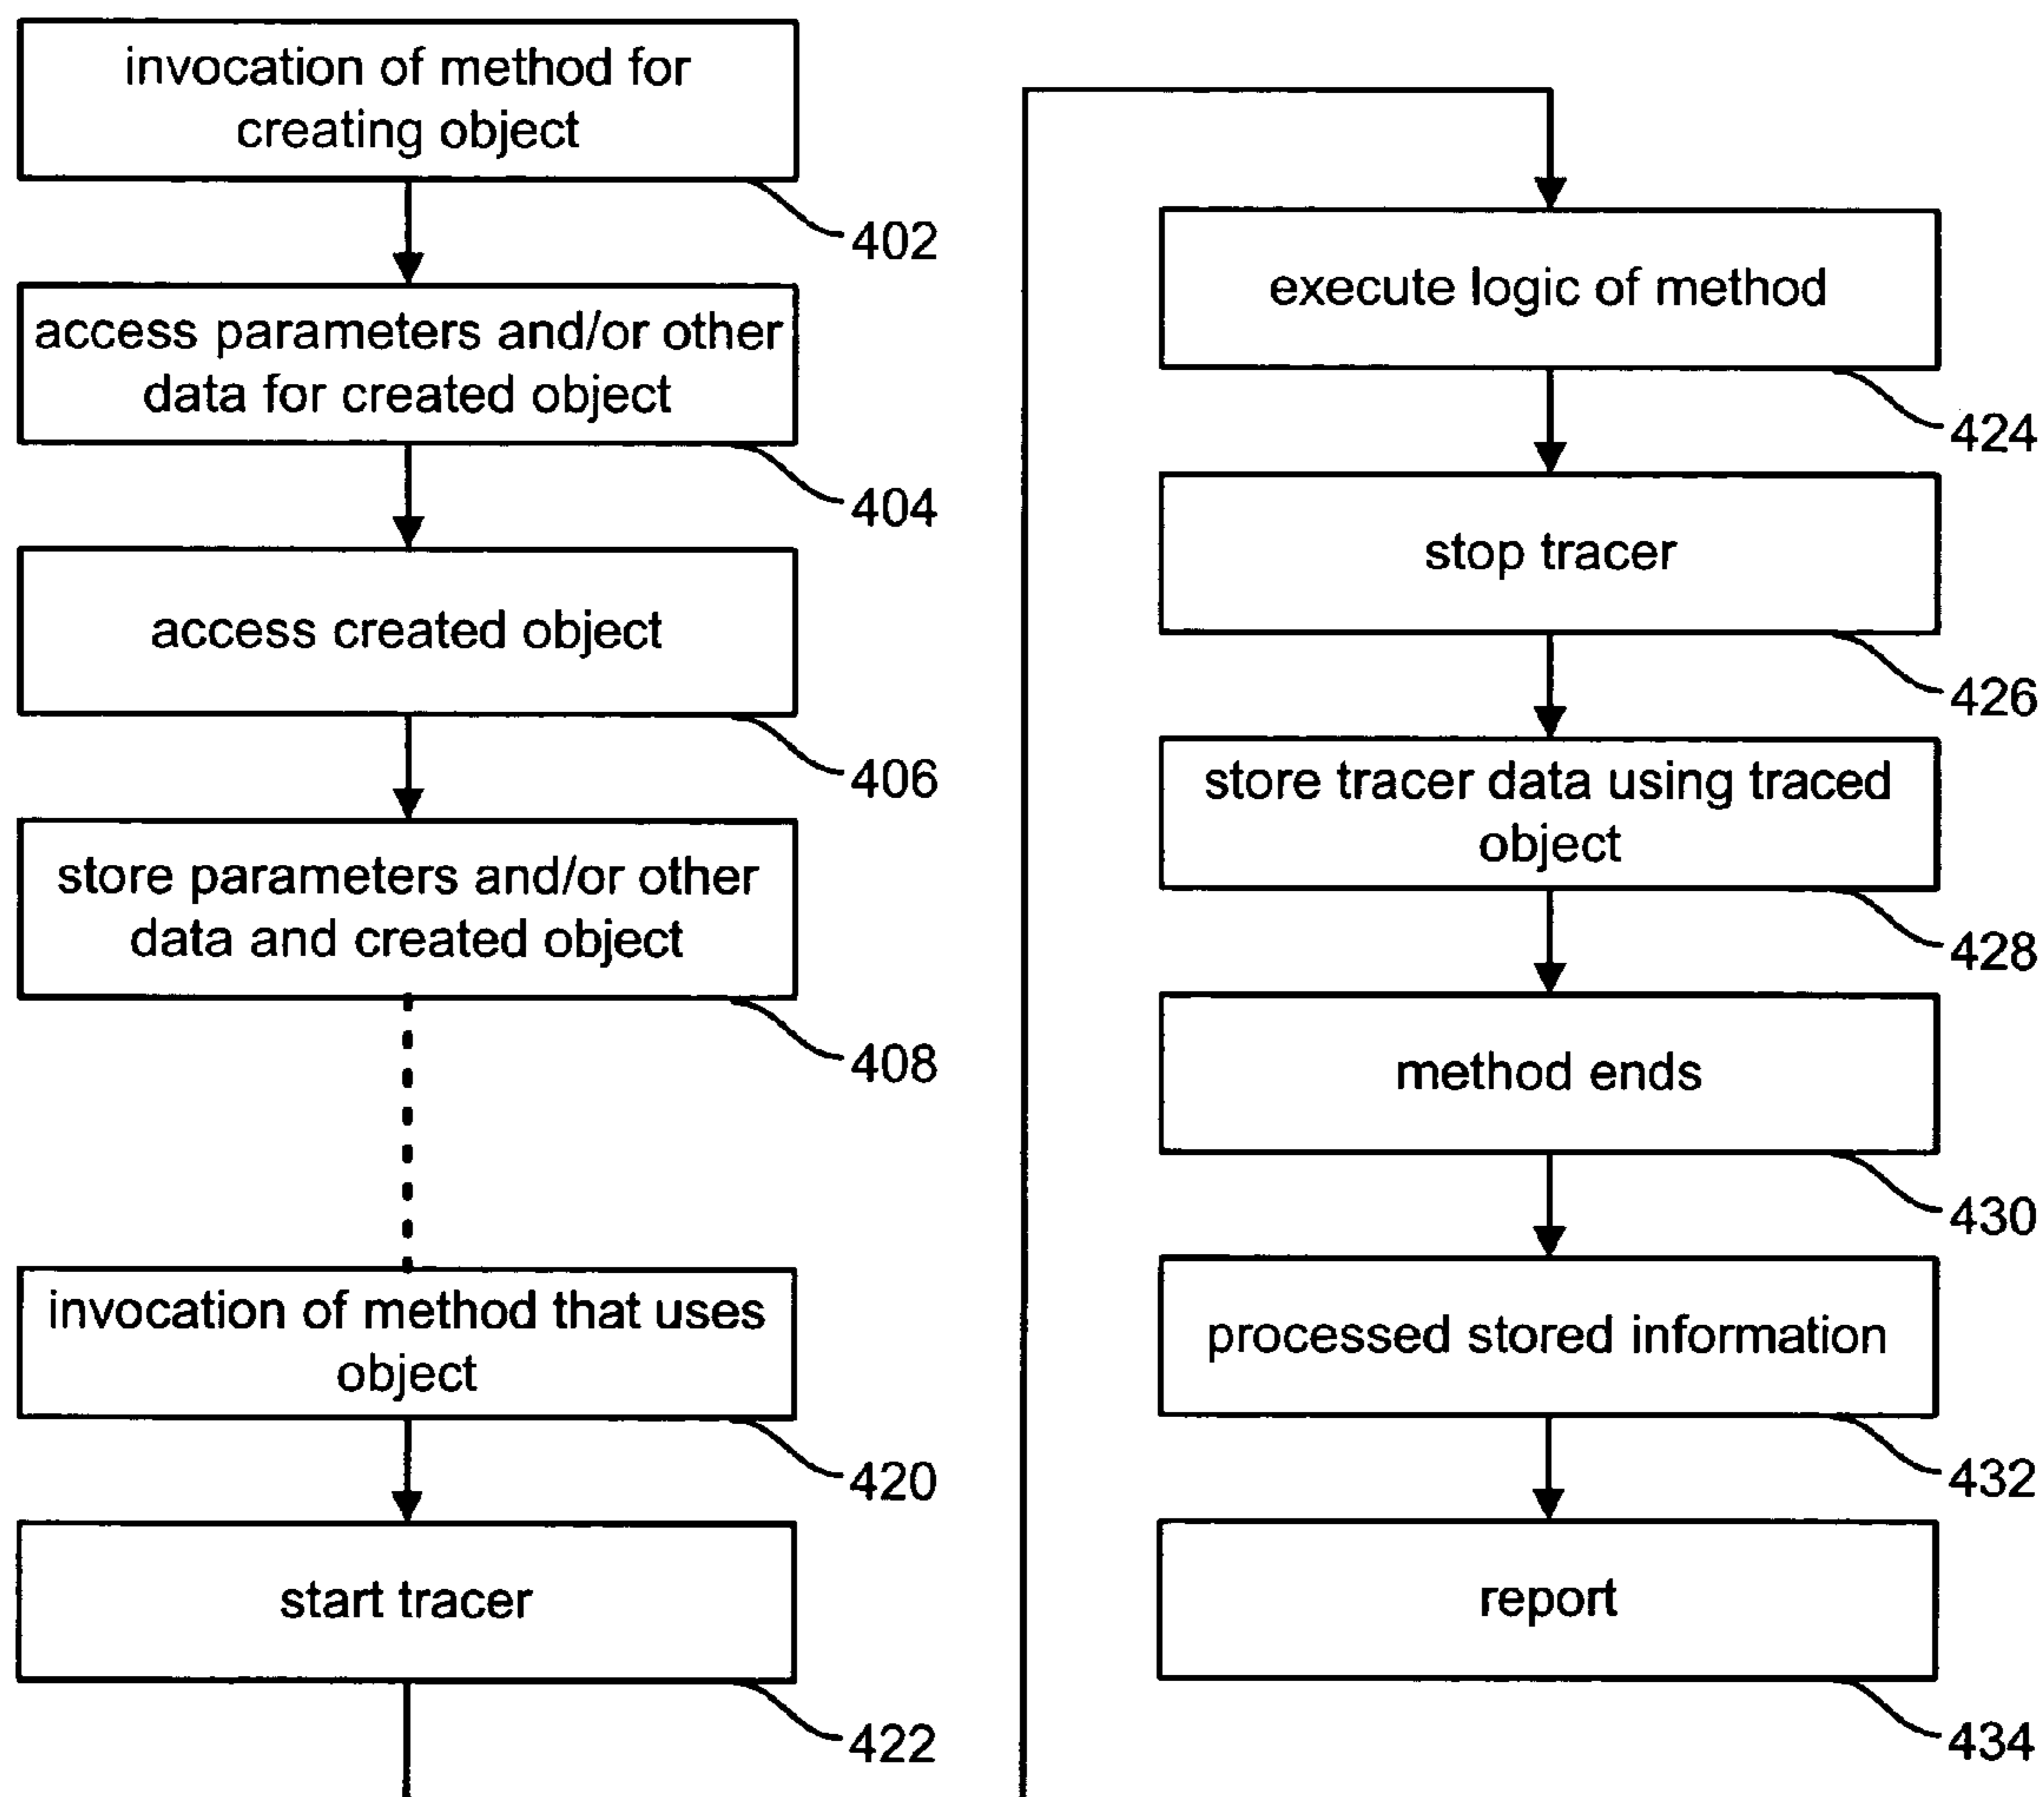 invocation of method for
creating object
402
access parameters and/or other
data for created object
404
access created object
406
store parameters and/or other
data and created object
408
invocation of method that uses
object
420
start tracer
422
execute logic of method
424
stop tracer
426
store tracer data using traced
object
428
method ends
430
processed stored information
432
report
434